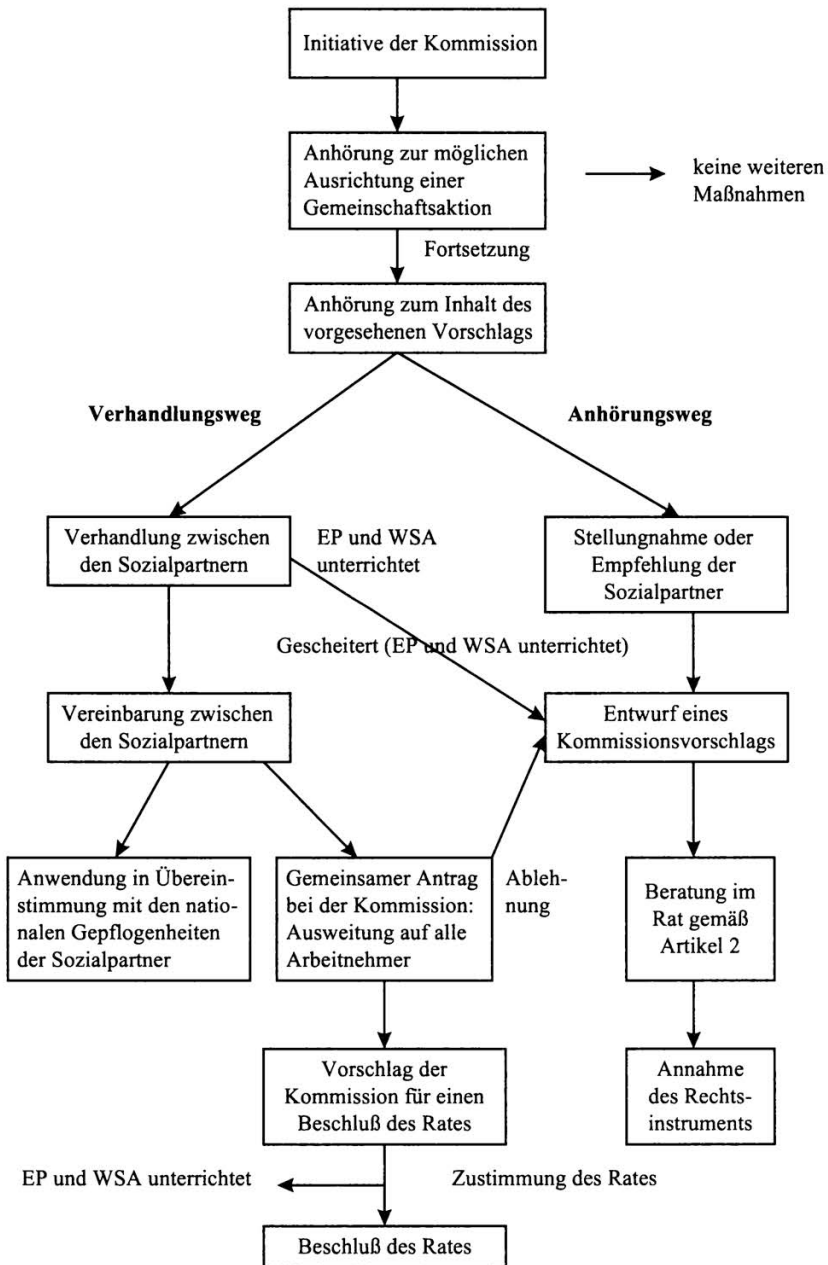 Initiative der Kommission
Anhörung zur möglichen
Ausrichtung einer
Gemeinschaftsaktion
keine weiteren
Maßnahmen
Fortsetzung
Anhörung zum Inhalt des
vorgesehenen Vorschlags
Verhandlungsweg
Anhörungsweg
Verhandlung zwischen
den Sozialpartnern
EP und WSA
unterrichtet
Stellungnahme oder
Empfehlung der
Sozialpartner
Gescheitert (EP und WSA unterrichtet)
Vereinbarung zwischen
den Sozialpartnern
Entwurf eines
Kommissionsvorschlags
Anwendung in Überein-
stimmung mit den natio-
nalen Gepflogenheiten
der Sozialpartner
Gemeinsamer Antrag
bei der Kommission:
Ausweitung auf alle
Arbeitnehmer
Ableh-
nung
Beratung im
Rat gemäß
Artikel 2
Vorschlag der
Kommission für einen
Beschluß des Rates
Annahme
des Rechts-
instruments
EP und WSA unterrichtet
Zustimmung des Rates
Beschluß des Rates